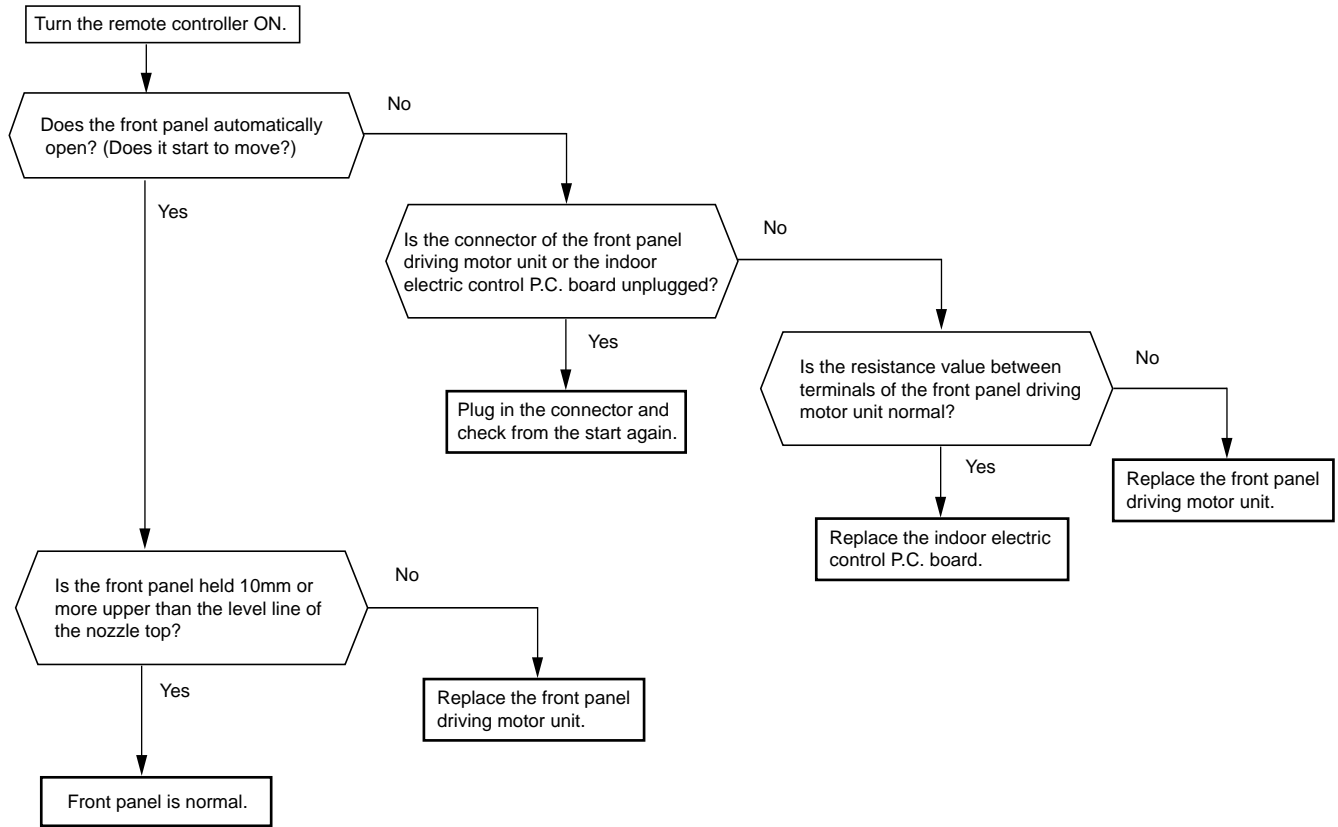 Turn the remote controller ON.
Does the front panel automatically
open? (Does it start to move?)
No
Yes
Is the connector of the front panel
driving motor unit or the indoor
electric control P.C. board unplugged?
No
Yes
Plug in the connector and
check from the start again.
Is the resistance value between
terminals of the front panel driving
motor unit normal?
No
Yes
Replace the front panel
driving motor unit.
Replace the indoor electric
control P.C. board.
Is the front panel held 10mm or
more upper than the level line of
the nozzle top?
No
Yes
Replace the front panel
driving motor unit.
Front panel is normal.